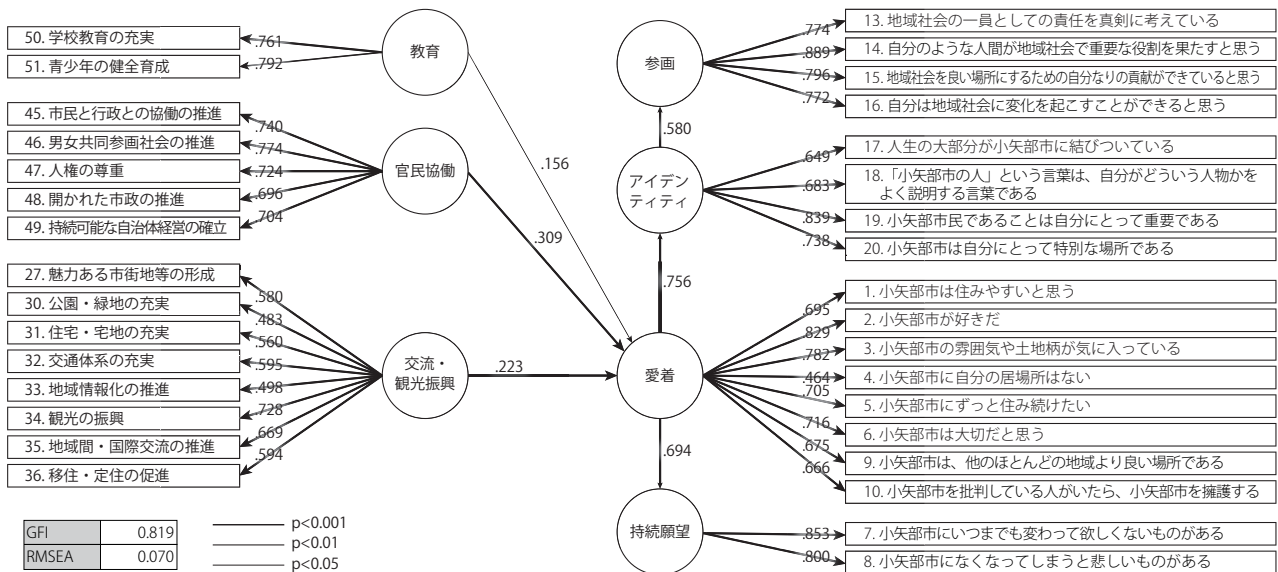 50. 学校教育の充実
51. 青少年の健全育成
.761
.792
教育
45. 市民と行政との協働の推進
46. 男女共同参画社会の推進
47. 人権の尊重
48. 開かれた市政の推進
49. 持続可能な自治体経営の確立
.740
.774
.724
.696
.704
官民協働
27. 魅力ある市街地等の形成
30. 公園・緑地の充実
31. 住宅・宅地の充実
32. 交通体系の充実
33. 地域情報化の推進
34. 観光の振興
35. 地域間・国際交流の推進
36. 移住・定住の促進
.580
.483
.560
.595
.498
.728
.669
.594
交流・
観光振興
.156
.309
.223
参画
.580
アイデン
ティティ
.756
愛着
.694
持続願望
.774
.889
.796
.772
13. 地域社会の一員としての責任を真剣に考えている
14. 自分のような人間が地域社会で重要な役割を果たすと思う
15. 地域社会を良い場所にするための自分なりの貢献ができていると思う
16. 自分は地域社会に変化を起こすことができると思う
.649
.683
.839
.738
17. 人生の大部分が小矢部市に結びついている
18. 「小矢部市の人」という言葉は、自分がどういう人物かを
よく説明する言葉である
19. 小矢部市民であることは自分にとって重要である
20. 小矢部市は自分にとって特別な場所である
.695
.829
.782
.464
.705
.716
.675
.666
1. 小矢部市は住みやすいと思う
2. 小矢部市が好きだ
3. 小矢部市の雰囲気や土地柄が気に入っている
4. 小矢部市に自分の居場所はない
5. 小矢部市にずっと住み続けたい
6. 小矢部市は大切だと思う
9. 小矢部市は、他のほとんどの地域より良い場所である
10. 小矢部市を批判している人がいたら、小矢部市を擁護する
.853
.800
7. 小矢部市にいつまでも変わって欲しくないものがある
8. 小矢部市になくなってしまうと悲しいものがある
GFI 0.819
RMSEA 0.070
p<0.001
p<0.01
p<0.05